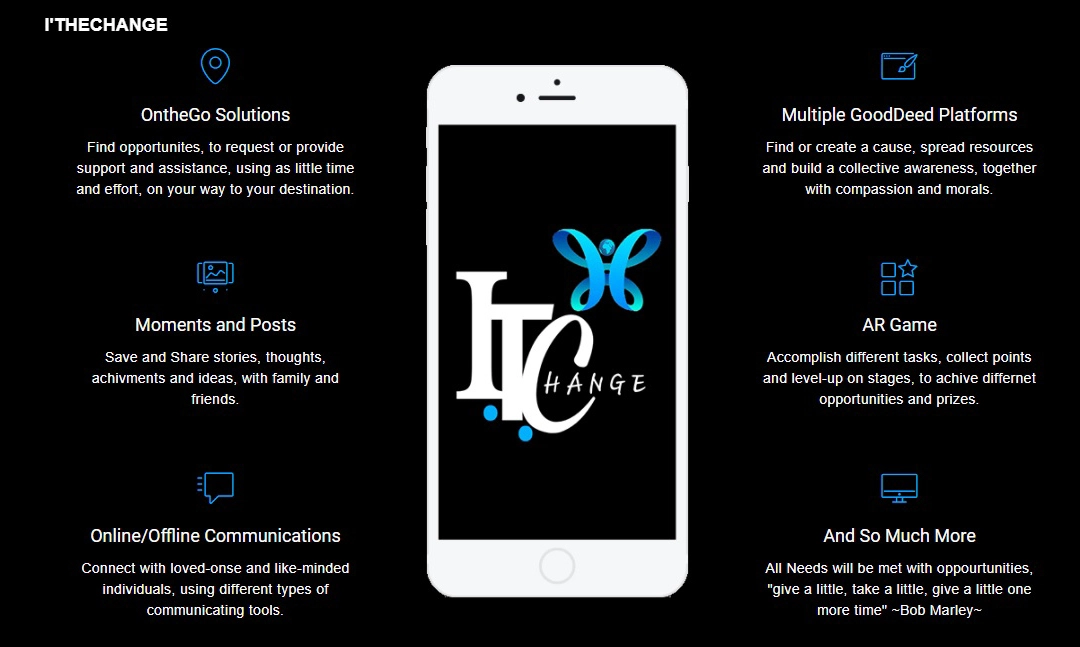 I'THECHANGE
OntheGo Solutions
Find opportunites, to request or provide
support and assistance, using as little time
and effort, on your way to your destination.
Moments and Posts
Save and Share stories, thoughts,
achivments and ideas, with family and
friends.
Online/Offline Communications
Connect with loved-onse and like-minded
individuals, using different types of
communicating tools.
ITCHANGE
Multiple GoodDeed Platforms
Find or create a cause, spread resources
and build a collective awareness, together
with compassion and morals.
AR Game
Accomplish different tasks, collect points
and level-up on stages, to achive differnet
opportunities and prizes.
And So Much More
All Needs will be met with oppourtunities,
"give a little, take a little, give a little one
more time" ~Bob Marley~